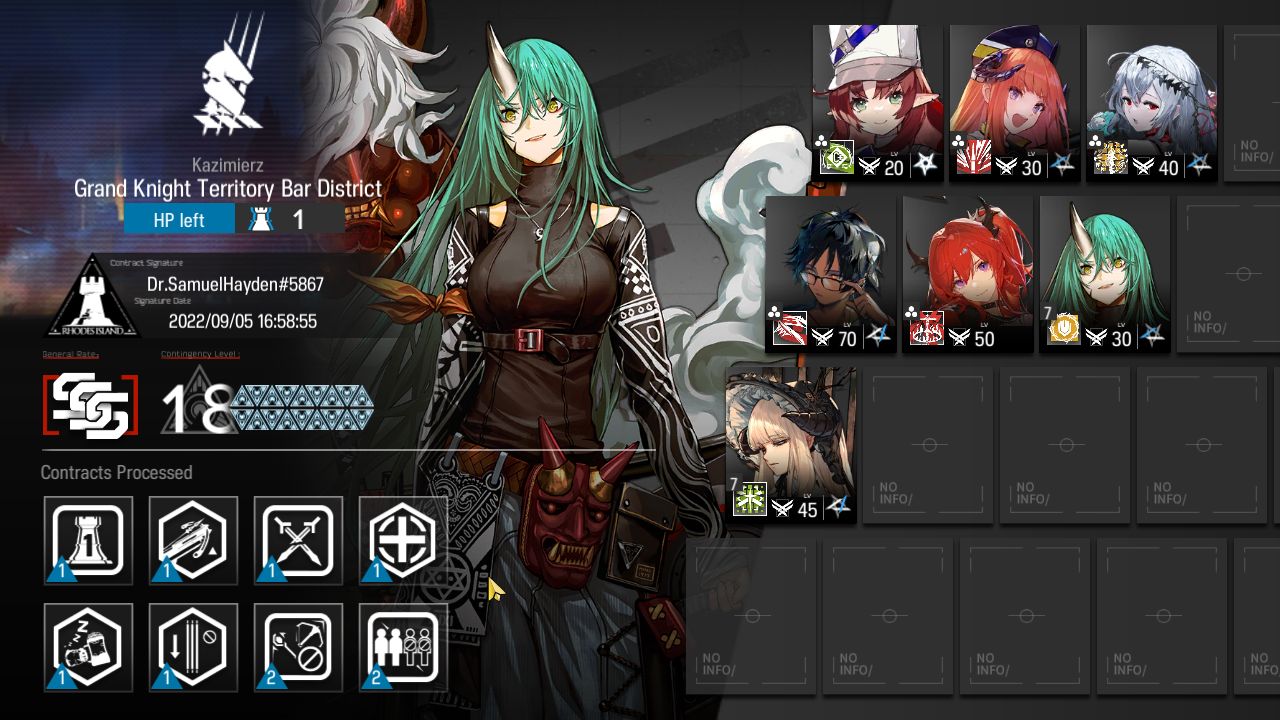 Kazimierz
Grand Knight Territory Bar District
HP left 1
Contract Signature
Dr.SamuelHayden#5867
Signature Date
2022/09/05 16:58:55
RHODES ISLAND
General Rate:
Contingency Level:
18
Contracts Processed
1
1
1
1
1
1
1
2
2
LV
20
LV
30
LV
40
NO
INFO/
LV
70
LV
50
7
LV
30
NO
INFO/
7
LV
45
NO
INFO/
NO
INFO/
NO
INFO/
NO
INFO/
NO
INFO/
NO
INFO/
NO
INFO/
NO
INFO/